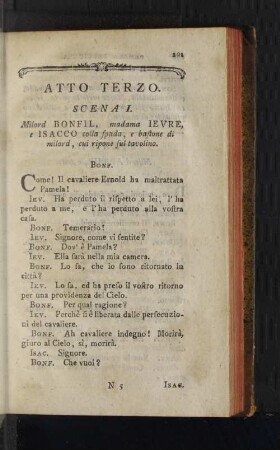 201
ATTO TERZO.
SCENA I.
Milord BONFIL, madama IEVRE,
e ISACCO colla spada, e bastone di
milord, cui ripone sul tavolino.
BONF.
Come! Il cavaliere Ernold ha maltrattata
Pamela!
IEV. Ha perduto il rispetto a lei, l'ha
perduto a me, e l'ha perduto alla vostra
casa.
BONF. Temerario!
IEV. Signore, come vi sentite?
BONF. Dov' è Pamela?
IEV. Ella sarà nella mia camera.
BONF. Lo sa, che io sono ritornato in
città?
IEV. Lo sa, ed ha preso il vostro ritorno
per una providenza del Cielo.
BONF. Per qual ragione?
IEV. Perchè si è liberata dalle persecuzio-
ni del cavaliere.
BONF. Ah cavaliere indegno! Morirà,
giuro al Cielo, sì, morirà.
ISAC. Signore.
BONF. Che vuoi?
N 5 ISAC.